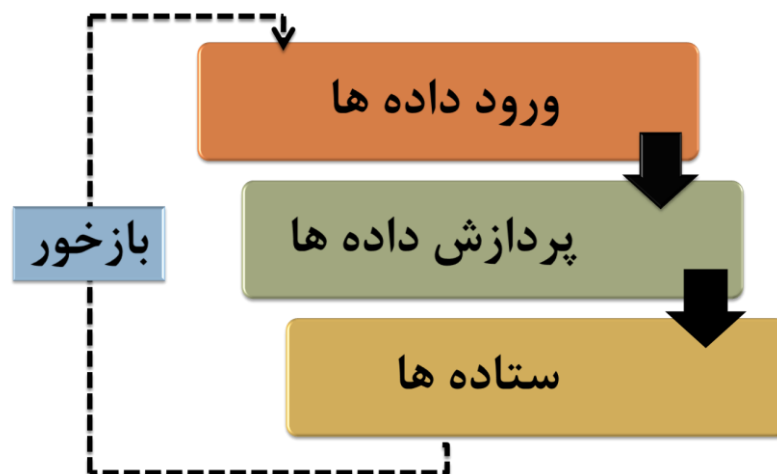 ورود داده ها
پردازش داده ها
بازخور
ستاده ها